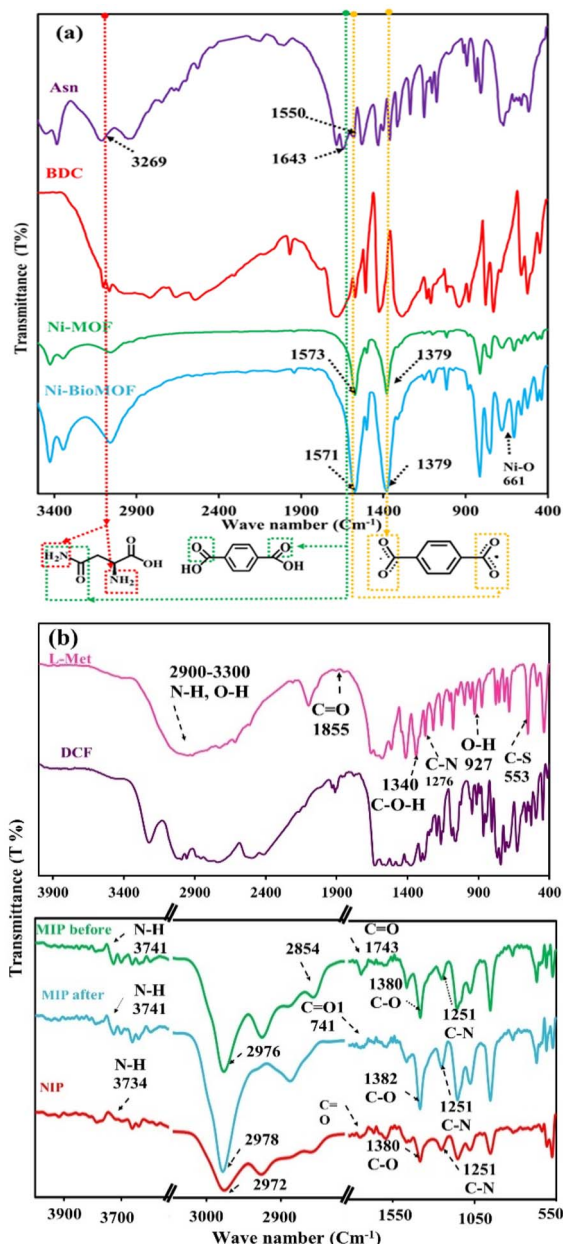 (a)
Asn
1550
3269
1643
BDC
Ni-MOF
1573
1379
Ni-BioMOF
1571
1379
Ni-O
661
Transmittance (T%)
3400 2900 2400 1900 1400 900 400
Wave namber (Cm-1)
H₂N
O
NH₂
O
OH
O
HO
O
OH
O
O
O
O
(b)
L-Met
2900-3300
N-H, O-H
C=O
1855
DCF
1340
C-O-H
C-N
1276
O-H
927
C-S
553
3900 3400 2900 2400 1900 1400 900 400
Transmittance (T %)
MIP before
N-H
3741
2854
C=O
1743
2976
1380
C-O
1251
C-N
MIP after
N-H
3741
C=O1
741
2978
1382
C-O
1251
C-N
NIP
N-H
3734
C=
O
2972
1380
C-O
1251
C-N
3900 3700 3000 2900 1550 1050 550
Wave number (Cm-1)